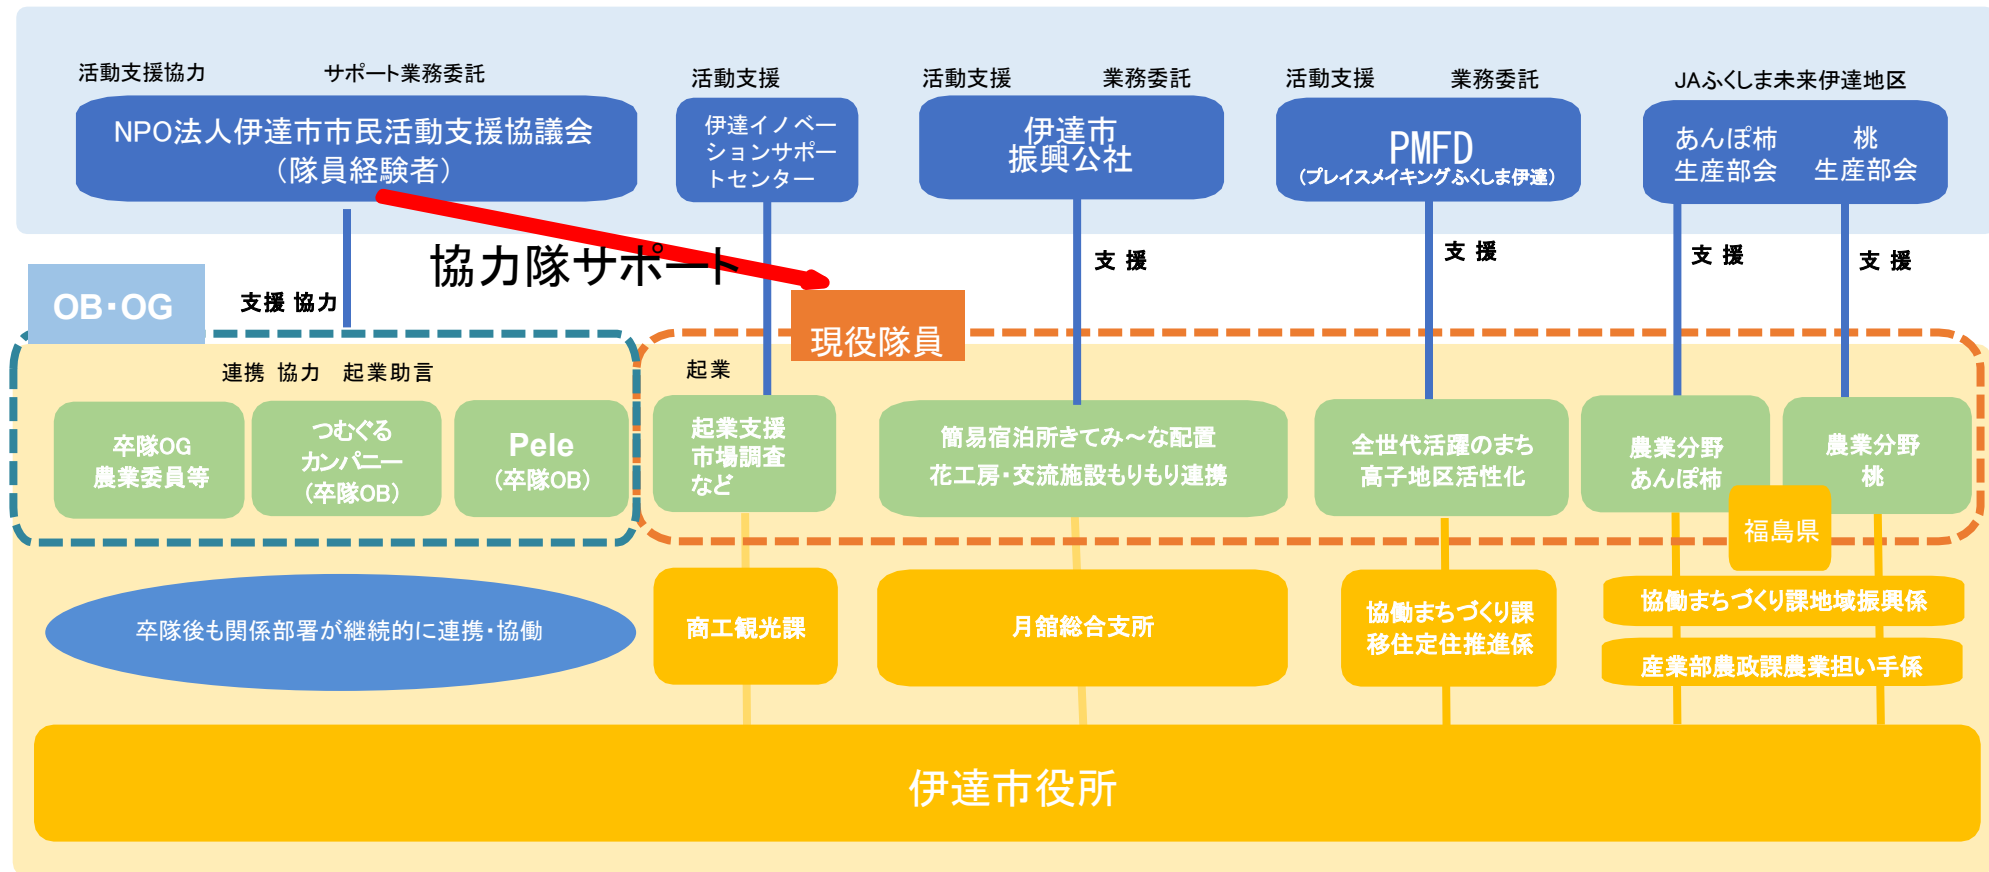 活動支援協力
サポート業務委託
活動支援
活動支援
業務委託
活動支援
業務委託
JAふくしま未来伊達地区
NPO法人伊達市市民活動支援協議会
（隊員経験者）
伊達イノベー
ションサポー
トセンター
伊達市
振興公社
PMFD
（プレイスメイキングふくしま伊達）
あんぽ柿
生産部会
桃
生産部会
協力隊サポート
支 援
支 援
支 援
支 援
OB・OG
支援 協力
現役隊員
連携 協力 起業助言
起業
卒隊OG
農業委員等
つむぐる
カンパニー
（卒隊OB）
Pele
（卒隊OB）
起業支援
市場調査
など
簡易宿泊所きてみ～な配置
花工房・交流施設もりもり連携
全世代活躍のまち
高子地区活性化
農業分野
あんぽ柿
農業分野
桃
福島県
卒隊後も関係部署が継続的に連携・協働
商工観光課
月舘総合支所
協働まちづくり課
移住定住推進係
協働まちづくり課地域振興係
産業部農政課農業担い手係
伊達市役所